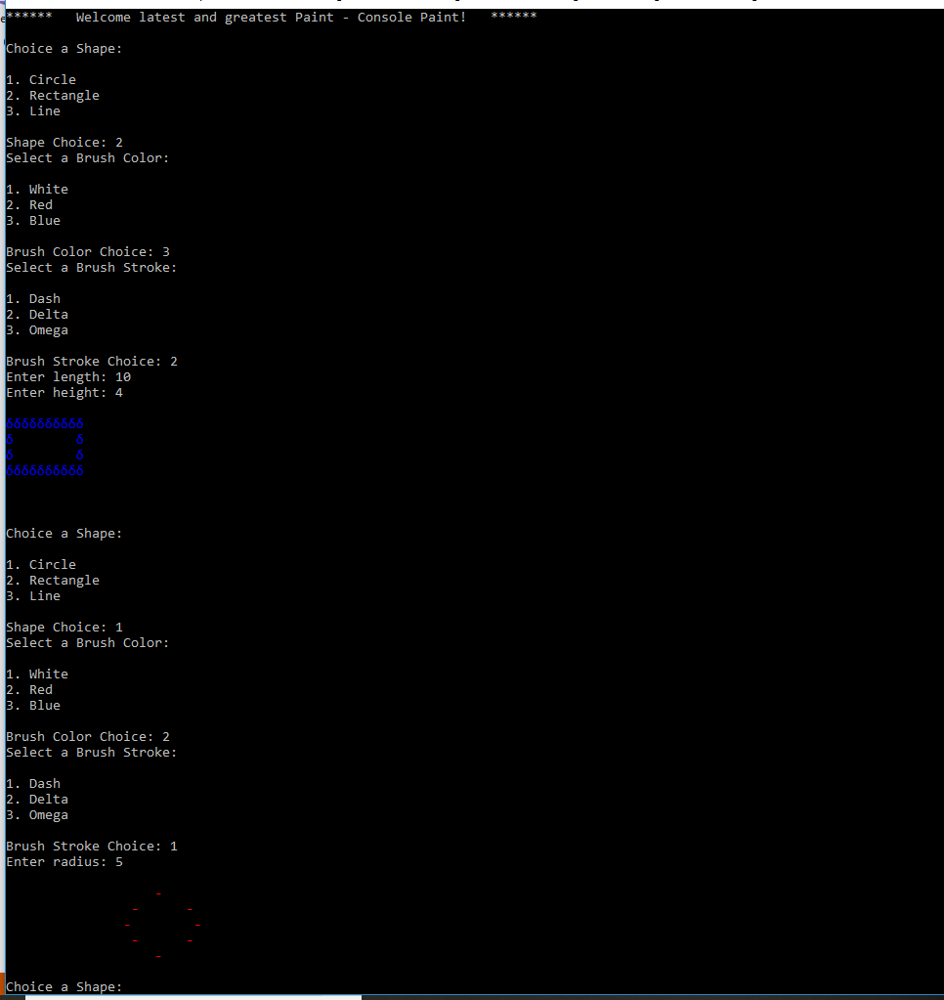 ****** Welcome latest and greatest Paint - Console Paint! ******
Choice a Shape:
1. Circle
2. Rectangle
3. Line
Shape Choice: 2
Select a Brush Color:
1. White
2. Red
3. Blue
Brush Color Choice: 3
Select a Brush Stroke:
1. Dash
2. Delta
3. Omega
Brush Stroke Choice: 2
Enter length: 10
Enter height: 4
δδδδδδδδδδ
δ        δ
δ        δ
δδδδδδδδδδ
Choice a Shape:
1. Circle
2. Rectangle
3. Line
Shape Choice: 1
Select a Brush Color:
1. White
2. Red
3. Blue
Brush Color Choice: 2
Select a Brush Stroke:
1. Dash
2. Delta
3. Omega
Brush Stroke Choice: 1
Enter radius: 5
                   -
                -      -
               -        -
                -      -
                   -
Choice a Shape: